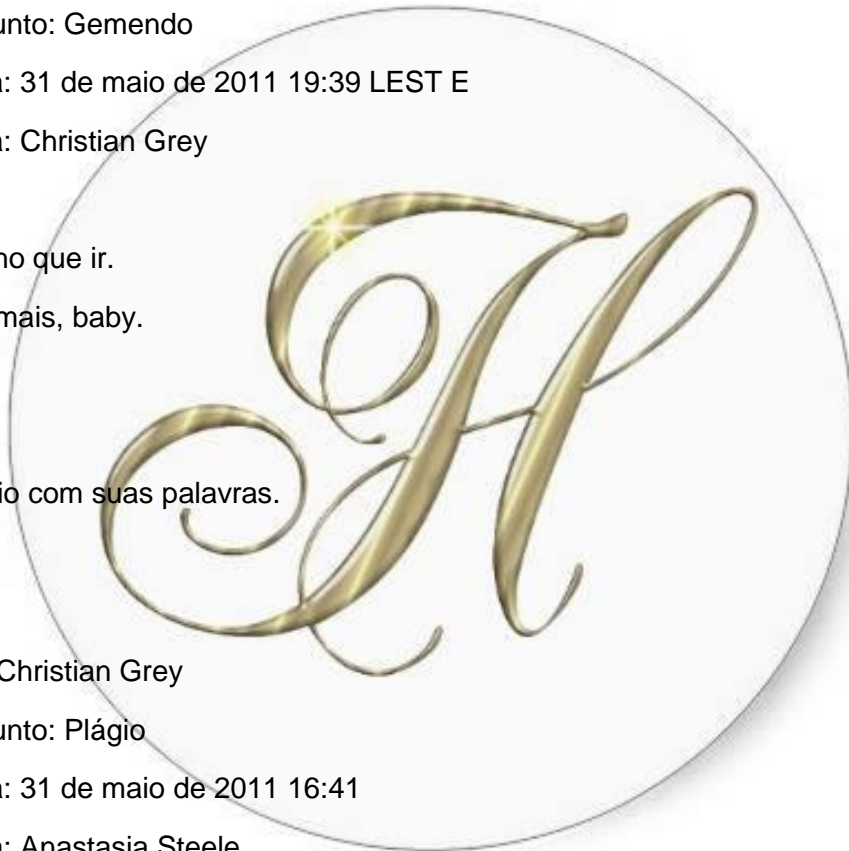 unto: Gemendo
a: 31 de maio de 2011 19:39 LEST E
a: Christian Grey
no que ir.
mais, baby.
H
io com suas palavras.
Christian Grey
unto: Plágio
a: 31 de maio de 2011 16:41
a: Anastasia Steele